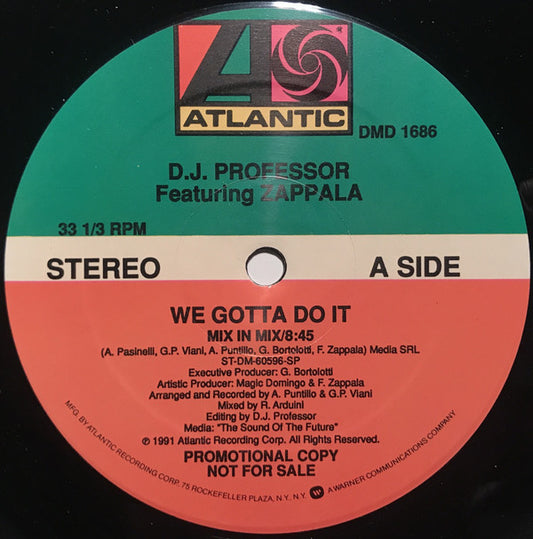 ATLANTIC
DMD 1686
D.J. PROFESSOR
Featuring ZAPPALA
33 1/3 RPM
STEREO
A SIDE
WE GOTTA DO IT
MIX IN MIX/8:45
(A. Pasinelli, G.P. Viani, A. Puntillo, G. Bortolotti, F. Zappala) Media SRL
ST-DM-60596-SP
Executive Producer: G. Bortolotti
Artistic Producer: Magic Domingo & F. Zappala
Arranged and Recorded by A. Puntillo & G.P. Viani
Mixed by R. Arduini
Editing by D.J. Professor
Media: "The Sound Of The Future"
℗ 1991 Atlantic Recording Corp. All Rights Reserved.
PROMOTIONAL COPY
NOT FOR SALE
MFG. BY ATLANTIC RECORDING CORP. 75 ROCKEFELLER PLAZA, N.Y. N.Y. A WARNER COMMUNICATIONS COMPANY